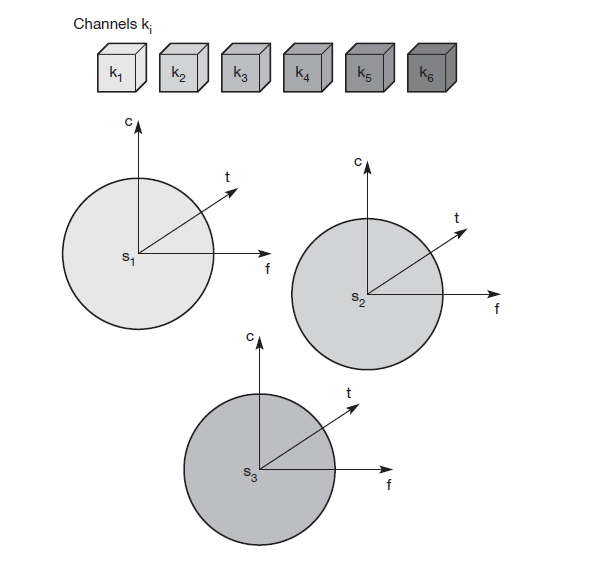 Channels kᵢ
k₁ k₂ k₃ k₄ k₅ k₆
c
t
s₁
f
c
t
s₂
f
c
t
s₃
f